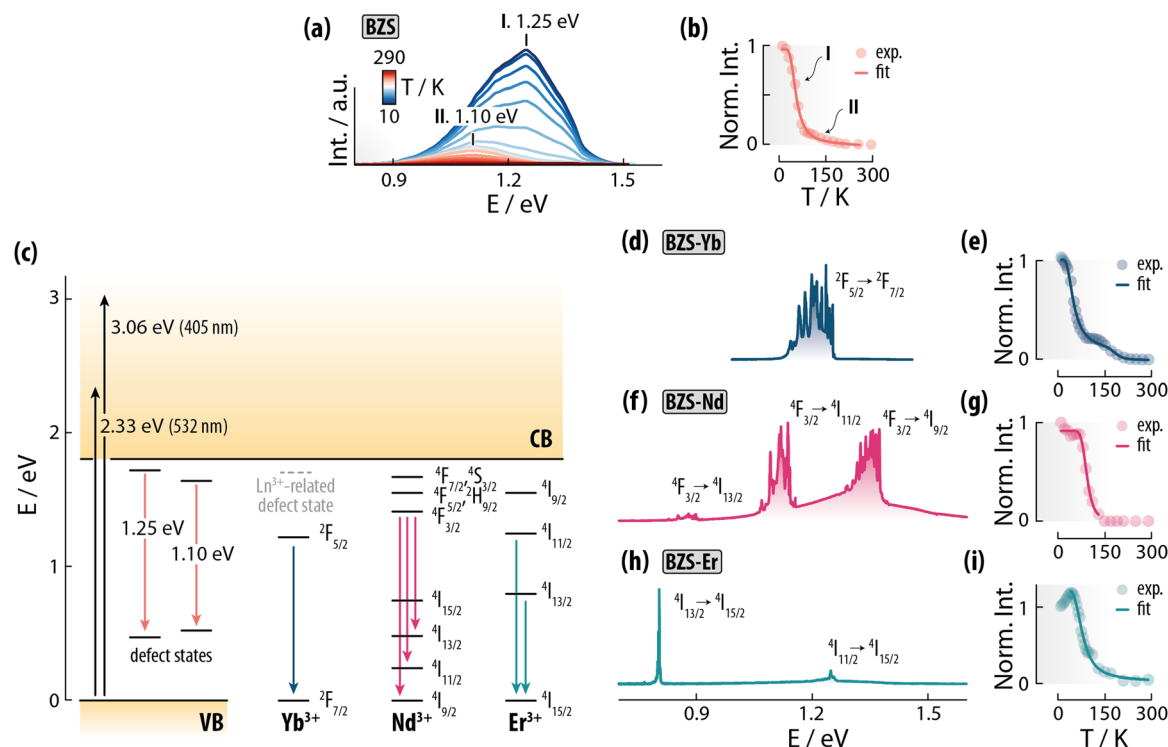 (a)
BZS
I. 1.25 eV
290
T / K
10
II. 1.10 eV
Int. / a.u.
0.9
1.2
1.5
E / eV
(b)
exp.
fit
I
II
Norm. Int.
1
0
0
150
300
T / K
(c)
E / eV
3
2
1
0
3.06 eV (405 nm)
2.33 eV (532 nm)
CB
1.25 eV
1.10 eV
defect states
VB
Ln³⁺-related
defect state
²F₅/₂
²F₇/₂
Yb³⁺
⁴F₇/₂,⁴S₃/₂
⁴F₅/₂,²H₉/₂
⁴F₃/₂
⁴I₁₅/₂
⁴I₁₃/₂
⁴I₁₁/₂
⁴I₉/₂
Nd³⁺
⁴I₉/₂
⁴I₁₁/₂
⁴I₁₃/₂
⁴I₁₅/₂
Er³⁺
(d)
BZS-Yb
²F₅/₂→²F₇/₂
(e)
exp.
fit
Norm. Int.
1
0
0
150
300
(f)
BZS-Nd
⁴F₃/₂→⁴I₁₃/₂
⁴F₃/₂→⁴I₁₁/₂
⁴F₃/₂→⁴I₉/₂
(g)
exp.
fit
Norm. Int.
1
0
0
150
300
(h)
BZS-Er
⁴I₁₃/₂→⁴I₁₅/₂
⁴I₁₁/₂→⁴I₁₅/₂
0.9
1.2
1.5
E / eV
(i)
exp.
fit
Norm. Int.
1
0
0
150
300
T / K